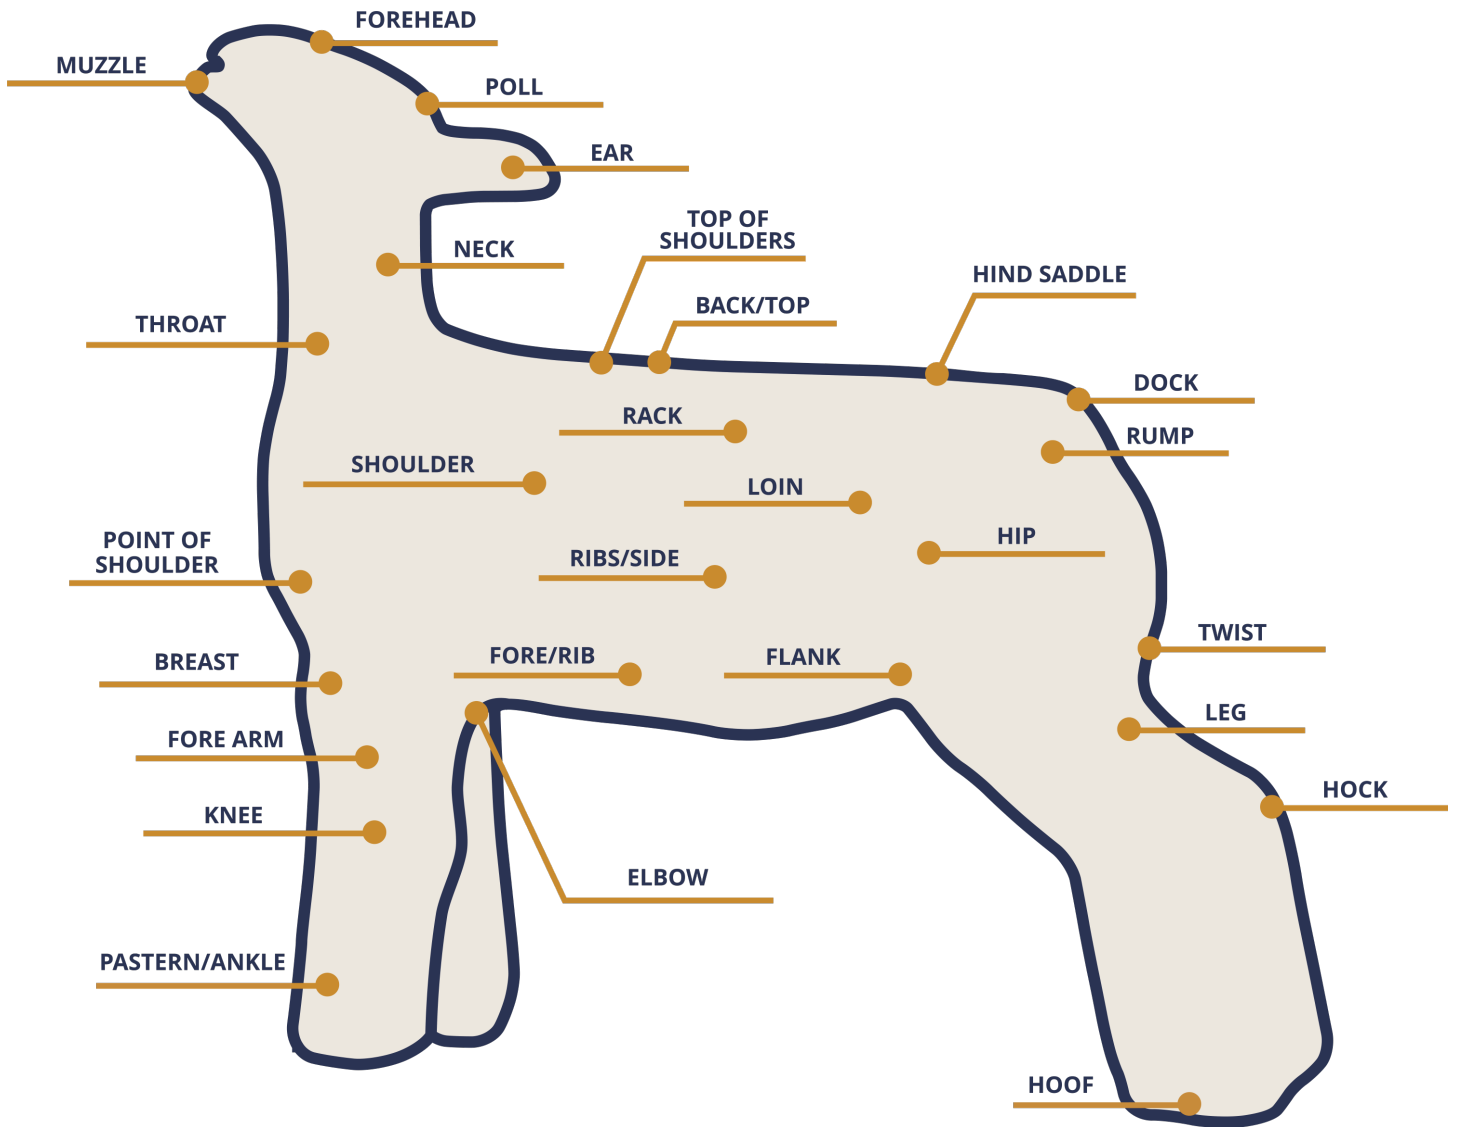 FOREHEAD
MUZZLE
POLL
EAR
TOP OF
SHOULDERS
NECK
HIND SADDLE
BACK/TOP
THROAT
DOCK
RACK
RUMP
SHOULDER
LOIN
POINT OF
SHOULDER
HIP
RIBS/SIDE
TWIST
BREAST
FORE/RIB
FLANK
LEG
FORE ARM
HOCK
KNEE
ELBOW
PASTERN/ANKLE
HOOF